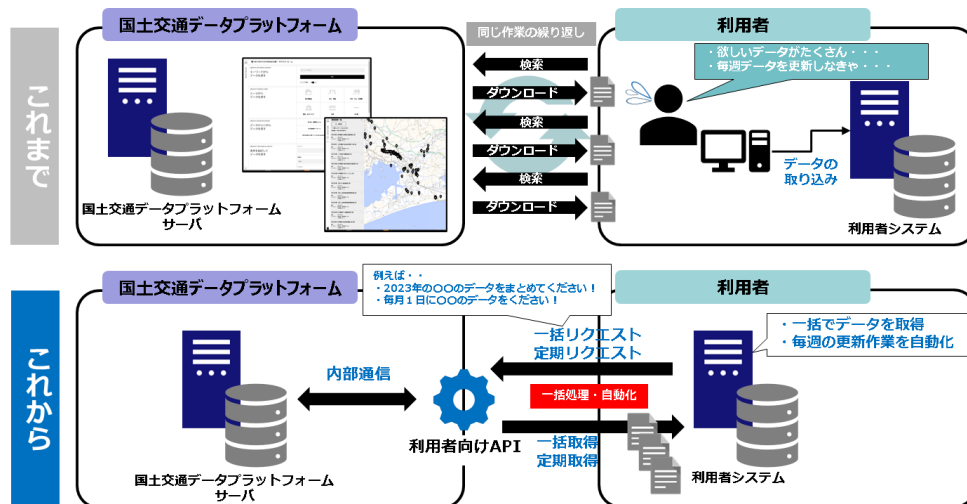 これまで
国土交通データプラットフォーム
国土交通データプラットフォーム
サーバ
同じ作業の繰り返し
検索
ダウンロード
検索
ダウンロード
検索
ダウンロード
利用者
・欲しいデータがたくさん・・・
・毎週データを更新しなきゃ・・・
データの
取り込み
利用者システム
これから
国土交通データプラットフォーム
国土交通データプラットフォーム
サーバ
内部通信
利用者向けAPI
例えば・・
・2023年の〇〇のデータをまとめてください！
・毎月１日に〇〇のデータをください！
一括リクエスト
定期リクエスト
一括処理・自動化
一括取得
定期取得
利用者
・一括でデータを取得
・毎週の更新作業を自動化
利用者システム